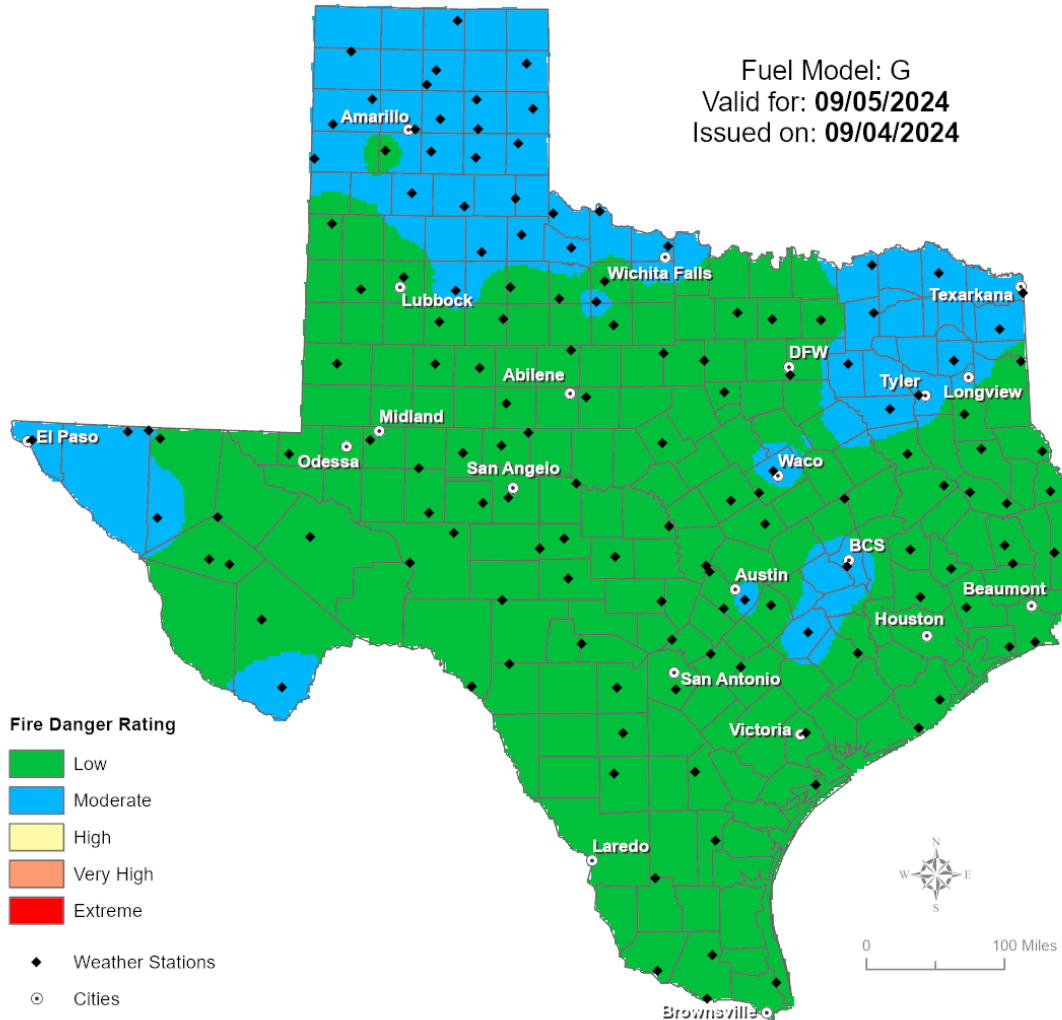 Fuel Model: G
Valid for: 09/05/2024
Issued on: 09/04/2024
Amarillo
Wichita Falls
Lubbock
Texarkana
DFW
Abilene
Tyler
Longview
Midland
El Paso
Odessa
San Angelo
Waco
BCS
Austin
Beaumont
Houston
San Antonio
Victoria
Laredo
Brownsville
Fire Danger Rating
Low
Moderate
High
Very High
Extreme
Weather Stations
Cities
N
W E
S
0 100 Miles